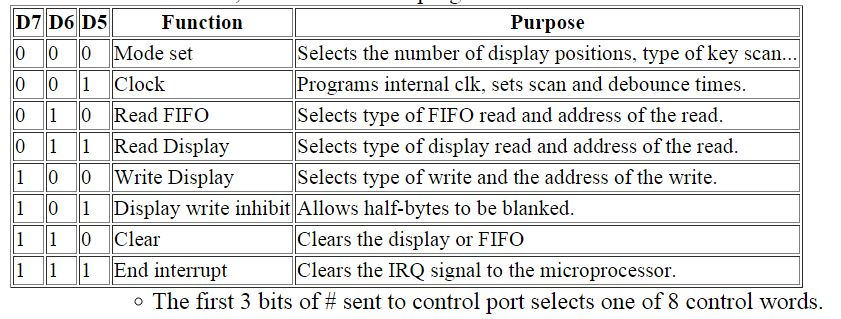 D7 D6 D5 Function Purpose
0 0 0 Mode set Selects the number of display positions, type of key scan...
0 0 1 Clock Programs internal clk, sets scan and debounce times.
0 1 0 Read FIFO Selects type of FIFO read and address of the read.
0 1 1 Read Display Selects type of display read and address of the read.
1 0 0 Write Display Selects type of write and the address of the write.
1 0 1 Display write inhibit Allows half-bytes to be blanked.
1 1 0 Clear Clears the display or FIFO
1 1 1 End interrupt Clears the IRQ signal to the microprocessor.
◦ The first 3 bits of # sent to control port selects one of 8 control words.